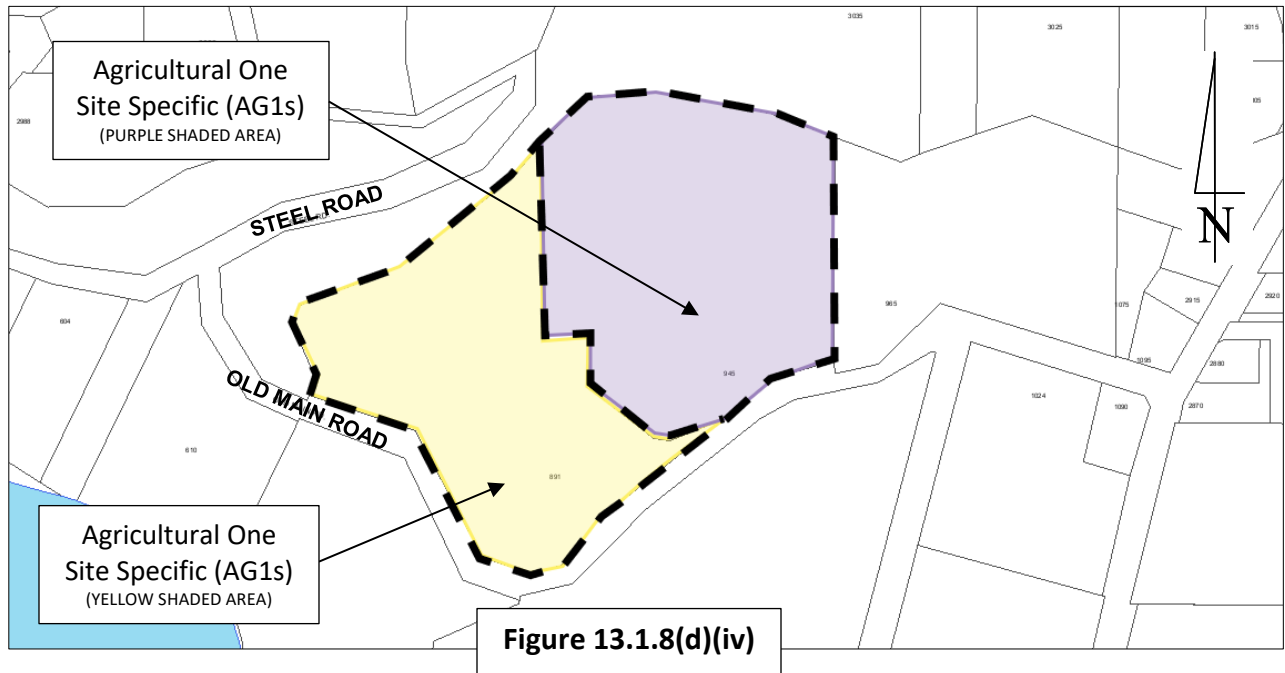 3035
3025
3015
Agricultural One
Site Specific (AG1s)
(PURPLE SHADED AREA)
2988
STEEL ROAD
N
965
1075
2915
2920
604
1095
2880
945
OLD MAIN ROAD
1024
1090
2870
610
691
Agricultural One
Site Specific (AG1s)
(YELLOW SHADED AREA)
Figure 13.1.8(d)(iv)